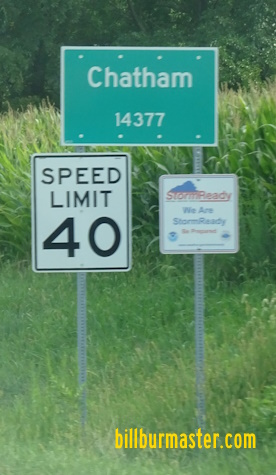 Chatham
14377
SPEED
LIMIT
40
StormReady
We Are
StormReady
Be Prepared
billburmaster.com